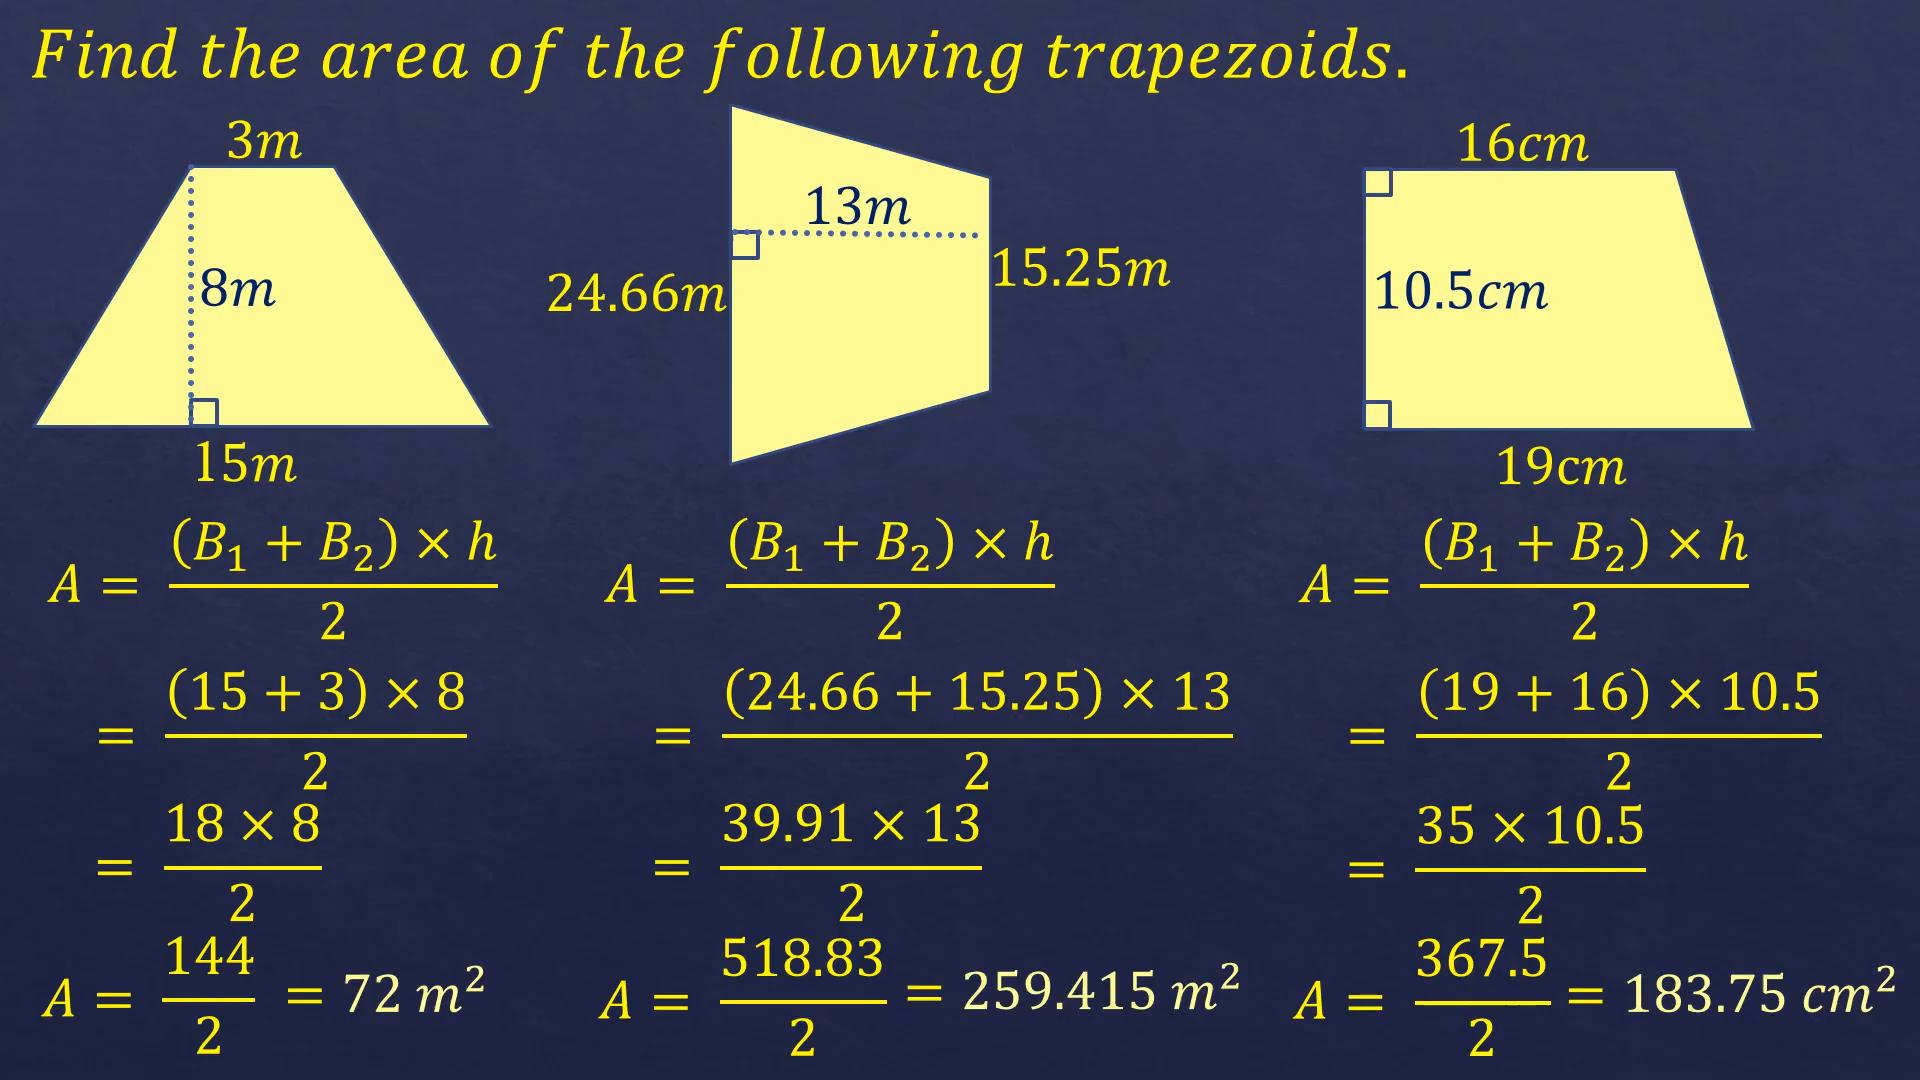 Find the area of the following trapezoids.
3m
8m
15m
13m
24.66m
15.25m
16cm
10.5cm
19cm
A = (B₁ + B₂) × h / 2
= (15 + 3) × 8 / 2
= 18 × 8 / 2
A = 144 / 2 = 72 m²
A = (B₁ + B₂) × h / 2
= (24.66 + 15.25) × 13 / 2
= 39.91 × 13 / 2
A = 518.83 / 2 = 259.415 m²
A = (B₁ + B₂) × h / 2
= (19 + 16) × 10.5 / 2
= 35 × 10.5 / 2
A = 367.5 / 2 = 183.75 cm²